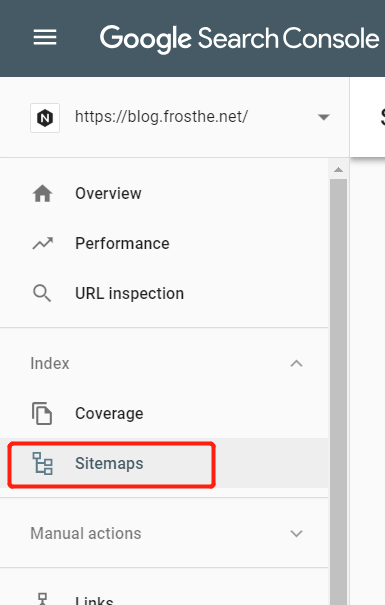 Google Search Console
https://blog.frosthe.net/
Overview
Performance
URL inspection
Index
Coverage
Sitemaps
Manual actions
Links